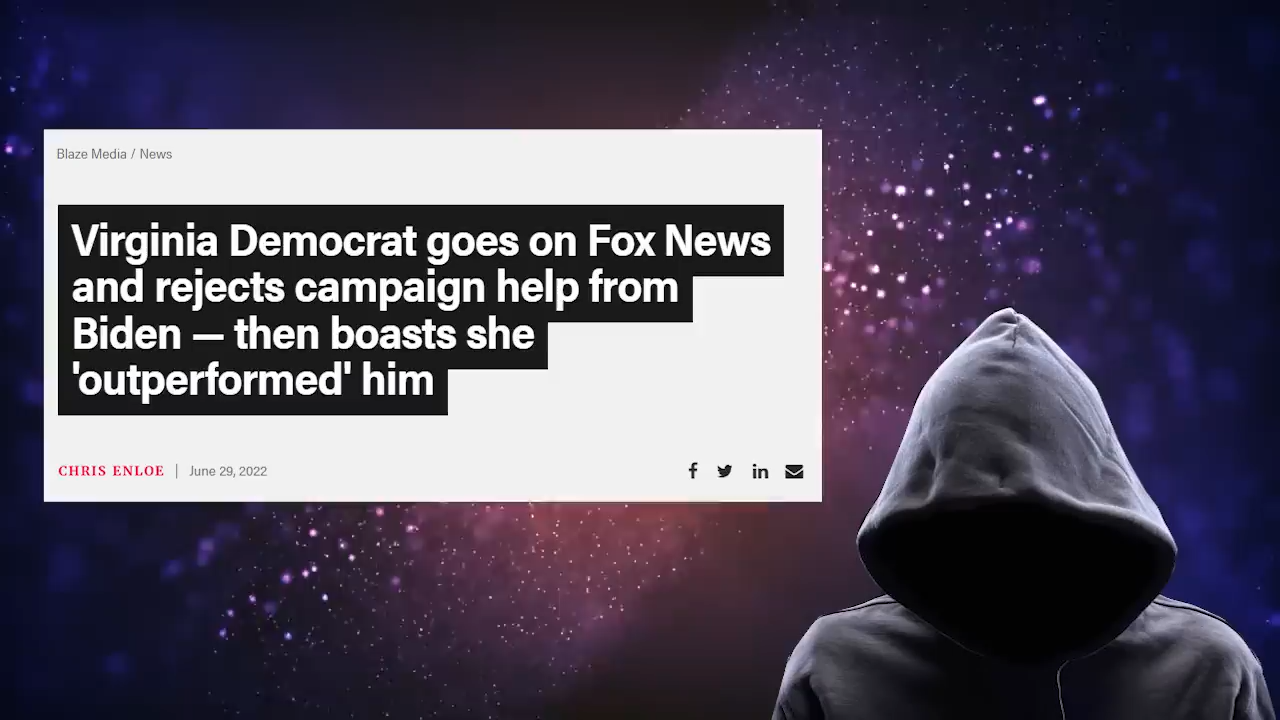 Blaze Media / News
Virginia Democrat goes on Fox News
and rejects campaign help from
Biden — then boasts she
'outperformed' him
CHRIS ENLOE | June 29, 2022